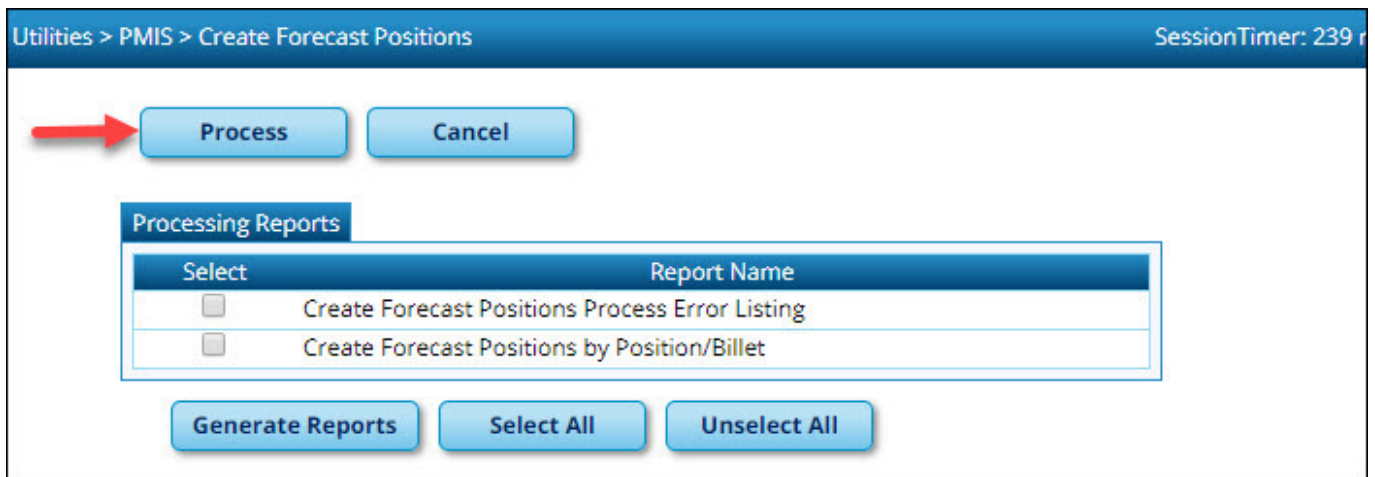 Utilities > PMIS > Create Forecast Positions SessionTimer: 239
Process Cancel
Processing Reports
Select Report Name
Create Forecast Positions Process Error Listing
Create Forecast Positions by Position/Billet
Generate Reports Select All Unselect All